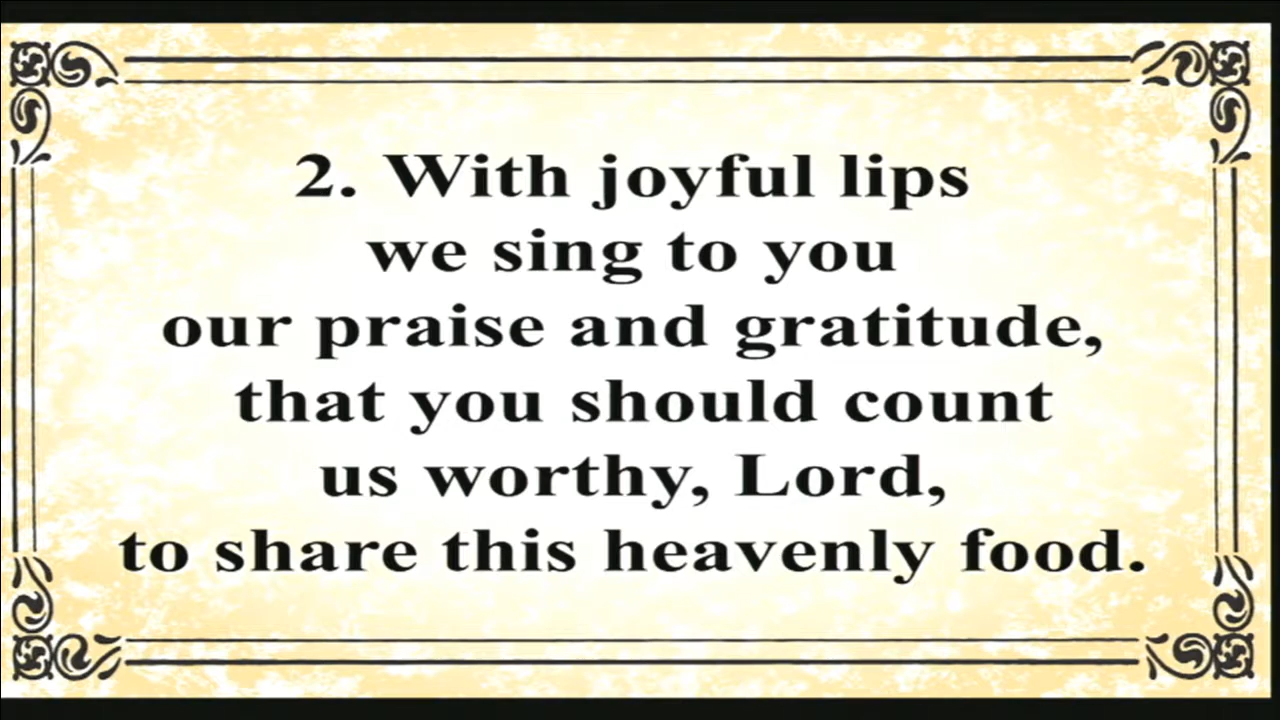 2. With joyful lips
we sing to you
our praise and gratitude,
that you should count
us worthy, Lord,
to share this heavenly food.